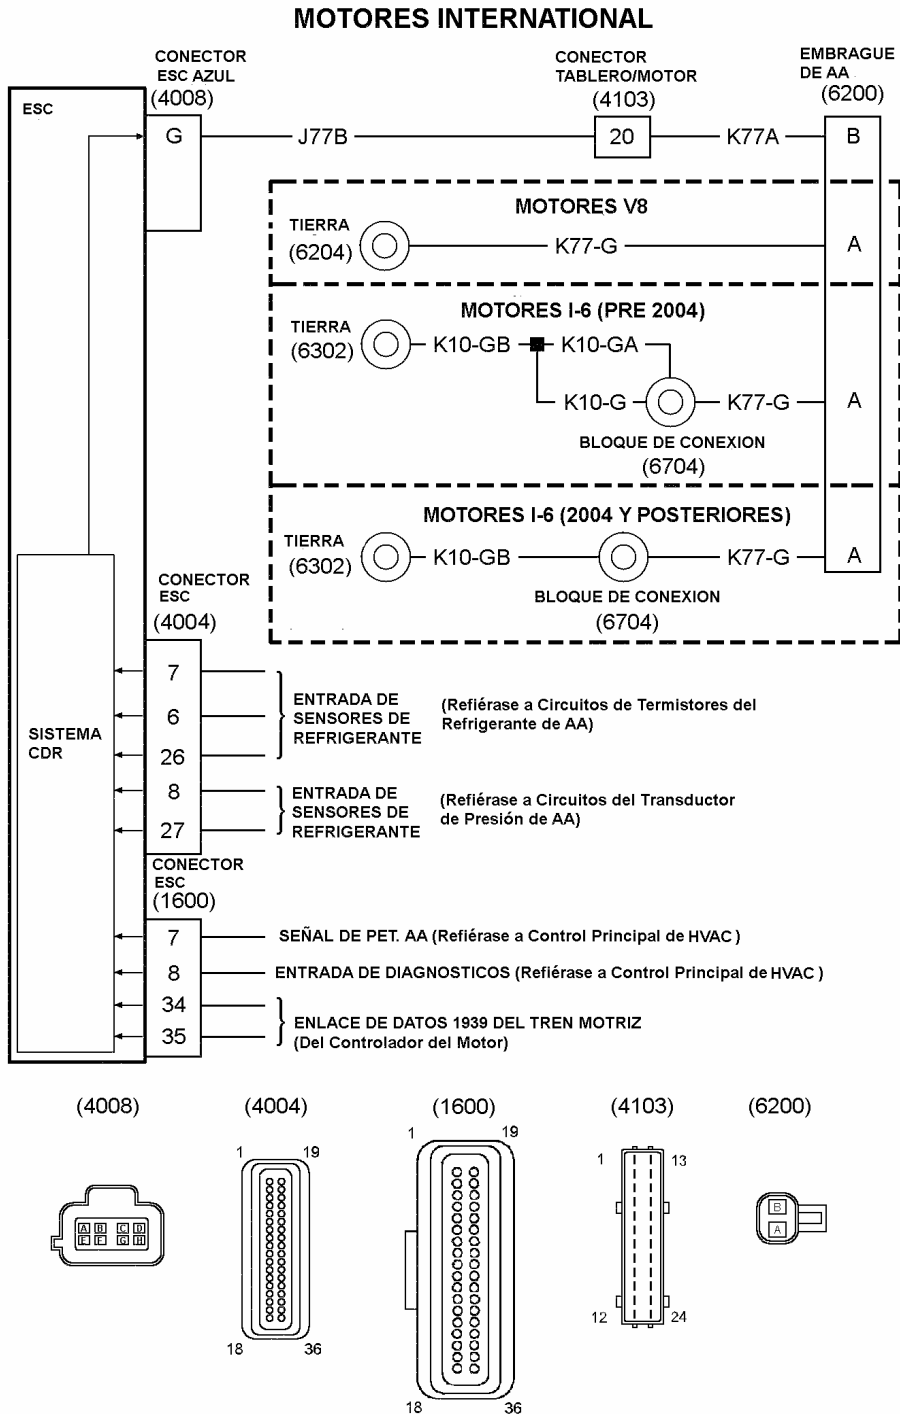 MOTORES INTERNATIONAL
CONECTOR
ESC AZUL
(4008)
CONECTOR
TABLERO/MOTOR
(4103)
EMBRAGUE
DE AA
(6200)
ESC
G
J77B
20
K77A
B
MOTORES V8
TIERRA
(6204)
K77-G
A
MOTORES I-6 (PRE 2004)
TIERRA
(6302)
K10-GB
K10-GA
K10-G
K77-G
A
BLOQUE DE CONEXION
(6704)
MOTORES I-6 (2004 Y POSTERIORES)
TIERRA
(6302)
K10-GB
K77-G
A
BLOQUE DE CONEXION
(6704)
CONECTOR
ESC
(4004)
SISTEMA
CDR
7
6
26
ENTRADA DE
SENSORES DE
REFRIGERANTE
(Refiérase a Circuitos de Termistores del
Refrigerante de AA)
8
27
ENTRADA DE
SENSORES DE
REFRIGERANTE
(Refiérase a Circuitos del Transductor
de Presión de AA)
CONECTOR
ESC
(1600)
7
SEÑAL DE PET. AA (Refiérase a Control Principal de HVAC )
8
ENTRADA DE DIAGNOSTICOS (Refiérase a Control Principal de HVAC )
34
35
ENLACE DE DATOS 1939 DEL TREN MOTRIZ
(Del Controlador del Motor)
(4008)
A B C D
E F G H
(4004)
1 19
18 36
(1600)
1 19
18 36
(4103)
1 13
12 24
(6200)
B
A